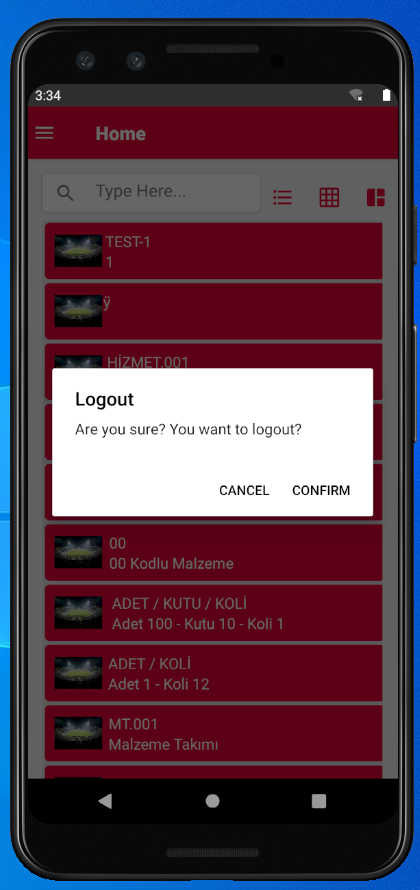 3:34
Home
Type Here...
TEST-1
1
ÿ
HİZMET.001
Logout
Are you sure? You want to logout?
CANCEL CONFIRM
00
00 Kodlu Malzeme
ADET / KUTU / KOLİ
Adet 100 - Kutu 10 - Koli 1
ADET / KOLİ
Adet 1 - Koli 12
MT.001
Malzeme Takımı